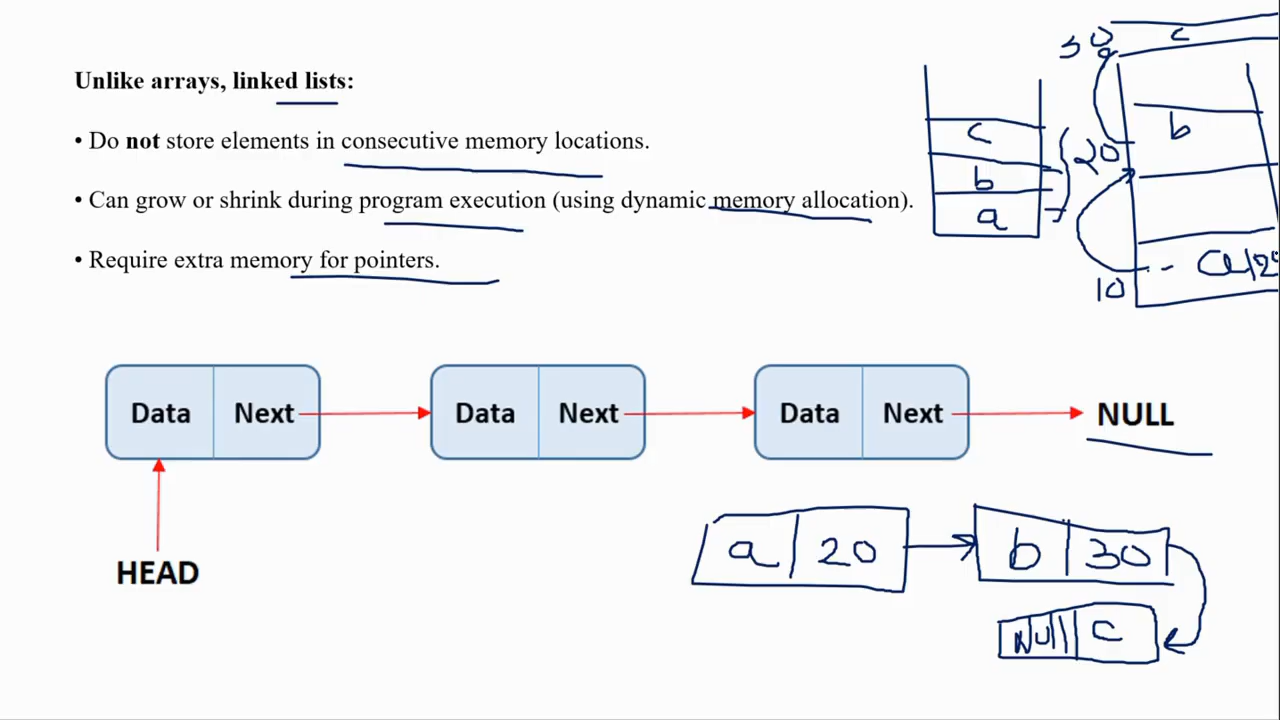 Unlike arrays, linked lists:
• Do not store elements in consecutive memory locations.
• Can grow or shrink during program execution (using dynamic memory allocation).
• Require extra memory for pointers.
c
b
a
20
30
c
b
10
Data Next
Data Next
Data Next
NULL
HEAD
a 20
b 30
Null c